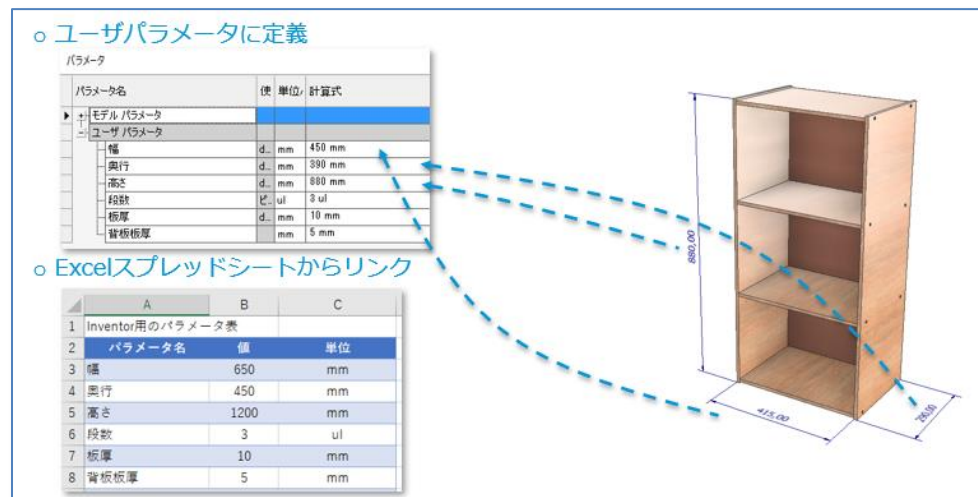 ○ ユーザパラメータに定義
パラメータ
パラメータ名 使 単位/ 計算式
モデル パラメータ
ユーザ パラメータ
幅 d... mm 450 mm
奥行 d... mm 390 mm
高さ d... mm 880 mm
段数 ピ... ul 3 ul
板厚 d... mm 10 mm
背板板厚 mm 5 mm
○ Excelスプレッドシートからリンク
A B C
1 Inventor用のパラメータ表
2 パラメータ名 値 単位
3 幅 650 mm
4 奥行 450 mm
5 高さ 1200 mm
6 段数 3 ul
7 板厚 10 mm
8 背板板厚 5 mm
880,00
415,00
290,00